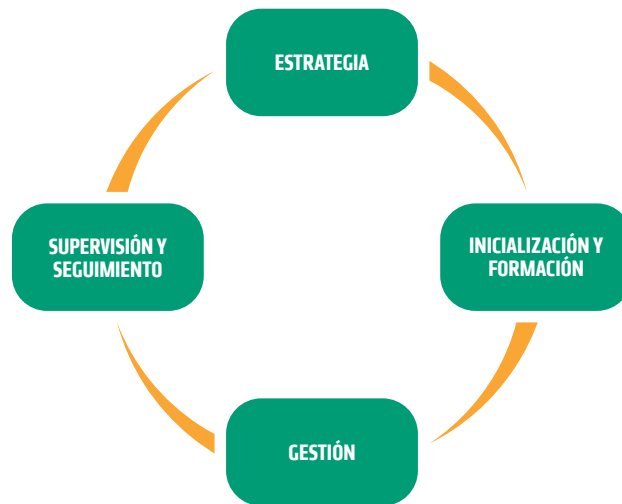 ESTRATEGIA
INICIALIZACIÓN Y
FORMACIÓN
GESTIÓN
SUPERVISIÓN Y
SEGUIMIENTO